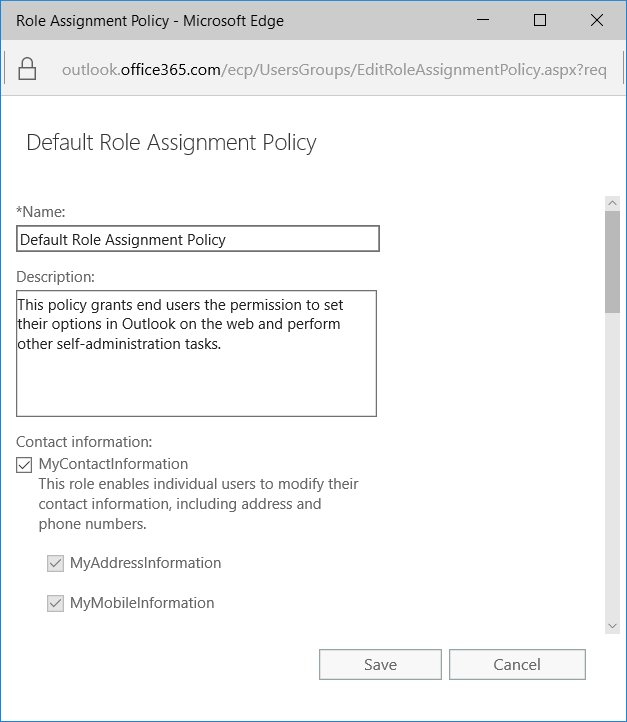 Role Assignment Policy - Microsoft Edge
outlook.office365.com/ecp/UsersGroups/EditRoleAssignmentPolicy.aspx?req
Default Role Assignment Policy
*Name:
Default Role Assignment Policy
Description:
This policy grants end users the permission to set
their options in Outlook on the web and perform
other self-administration tasks.
Contact information:
MyContactInformation
This role enables individual users to modify their
contact information, including address and
phone numbers.
MyAddressInformation
MyMobileInformation
Save
Cancel